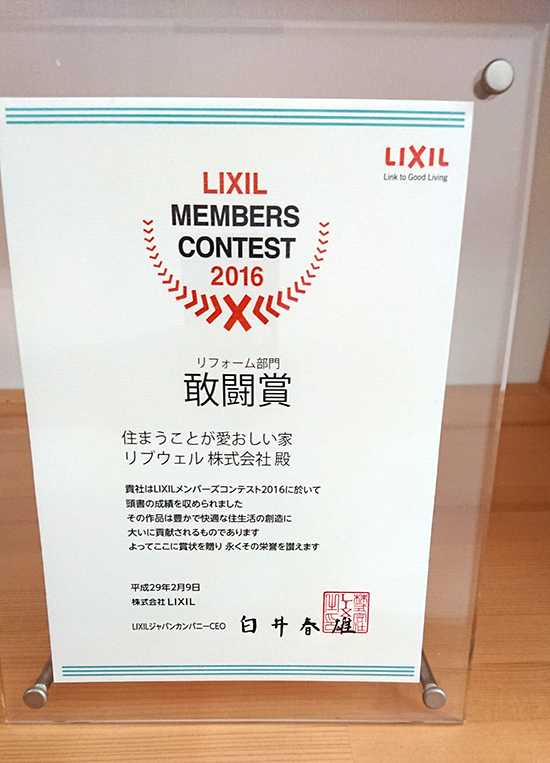 LIXIL
Link to Good Living
LIXIL
MEMBERS
CONTEST
2016
リフォーム部門
敢闘賞
住まうことが愛おしい家
リブウェル 株式会社 殿
貴社はLIXILメンバーズコンテスト2016に於いて
頭書の成績を収められました
その作品は豊かで快適な住生活の創造に
大いに貢献されるものであります
よってここに賞状を贈り 永くその栄誉を讃えます
平成29年2月9日
株式会社 LIXIL
LIXILジャパンカンパニーCEO 白井春雄